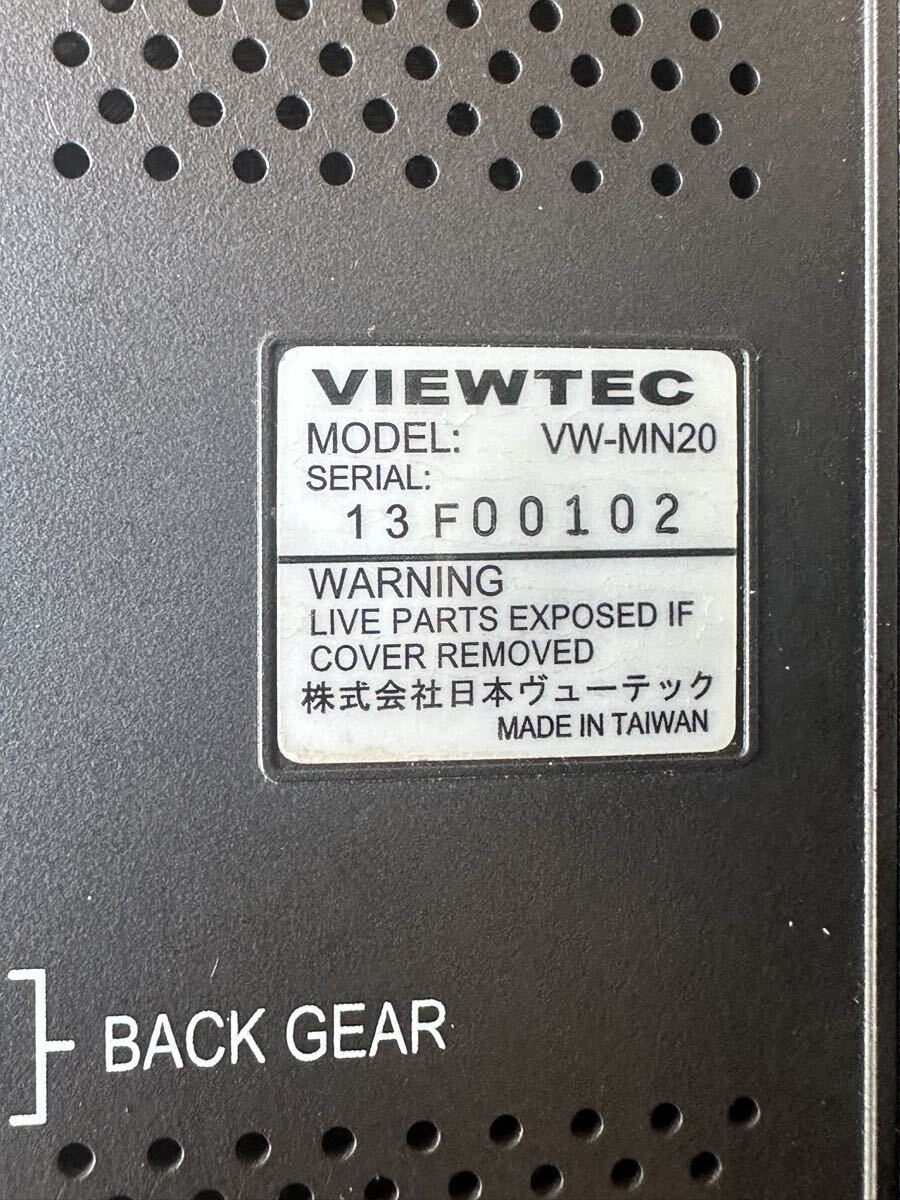 VIEWTEC
MODEL: VW-MN20
SERIAL:
13F00102
WARNING
LIVE PARTS EXPOSED IF
COVER REMOVED
株式会社日本ヴューテック
MADE IN TAIWAN
BACK GEAR